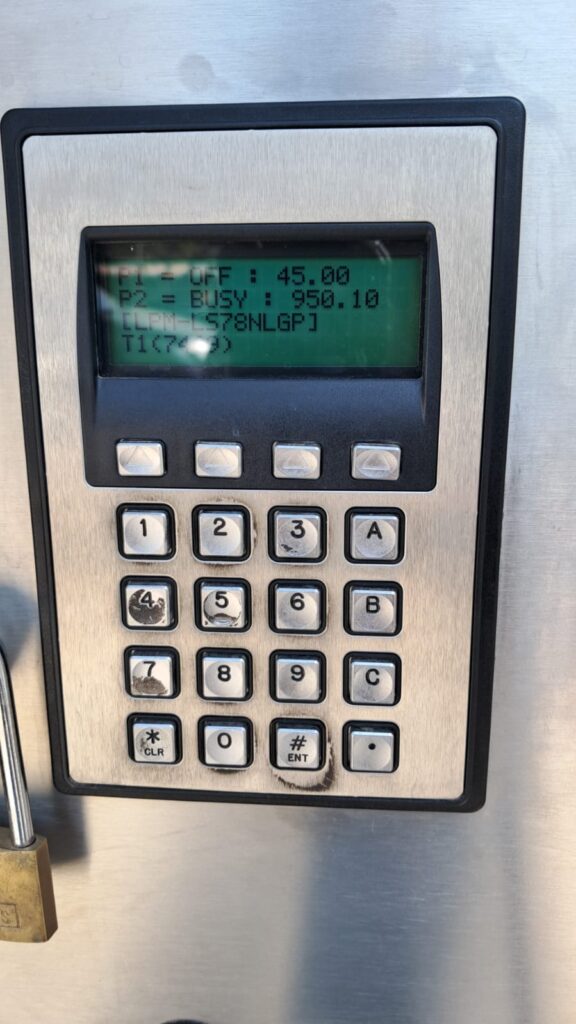 P1 = OFF : 45.00
P2 = BUSY : 950.10
[LPM-LS78NLGP]
1 2 3 A
4 5 6 B
7 8 9 C
* 0 # .
CLR ENT